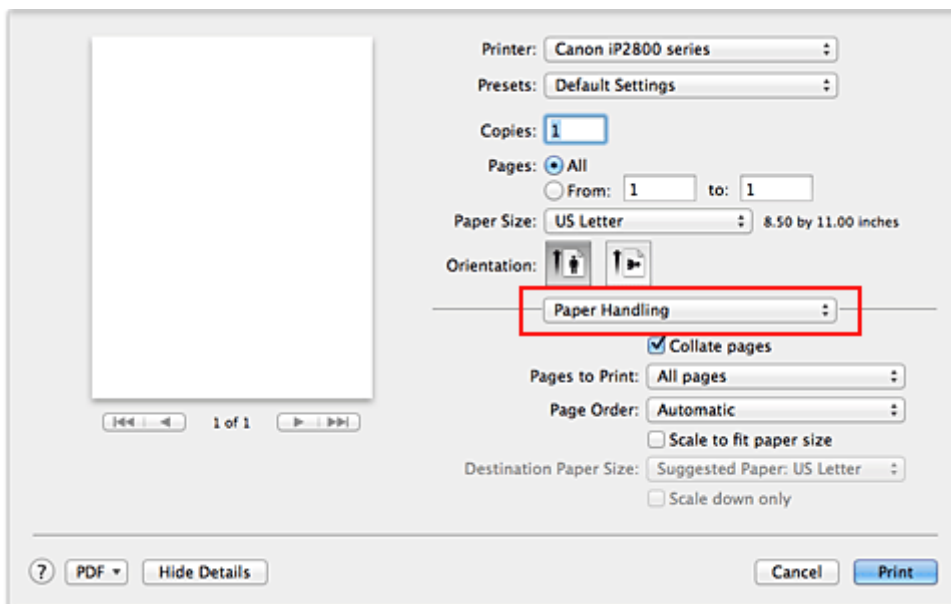 Printer: Canon iP2800 series
Presets: Default Settings
Copies: 1
Pages: All
From: 1 to: 1
Paper Size: US Letter 8.50 by 11.00 inches
Orientation:
Paper Handling
Collate pages
Pages to Print: All pages
1 of 1
Page Order: Automatic
Scale to fit paper size
Destination Paper Size: Suggested Paper: US Letter
Scale down only
? PDF Hide Details Cancel Print